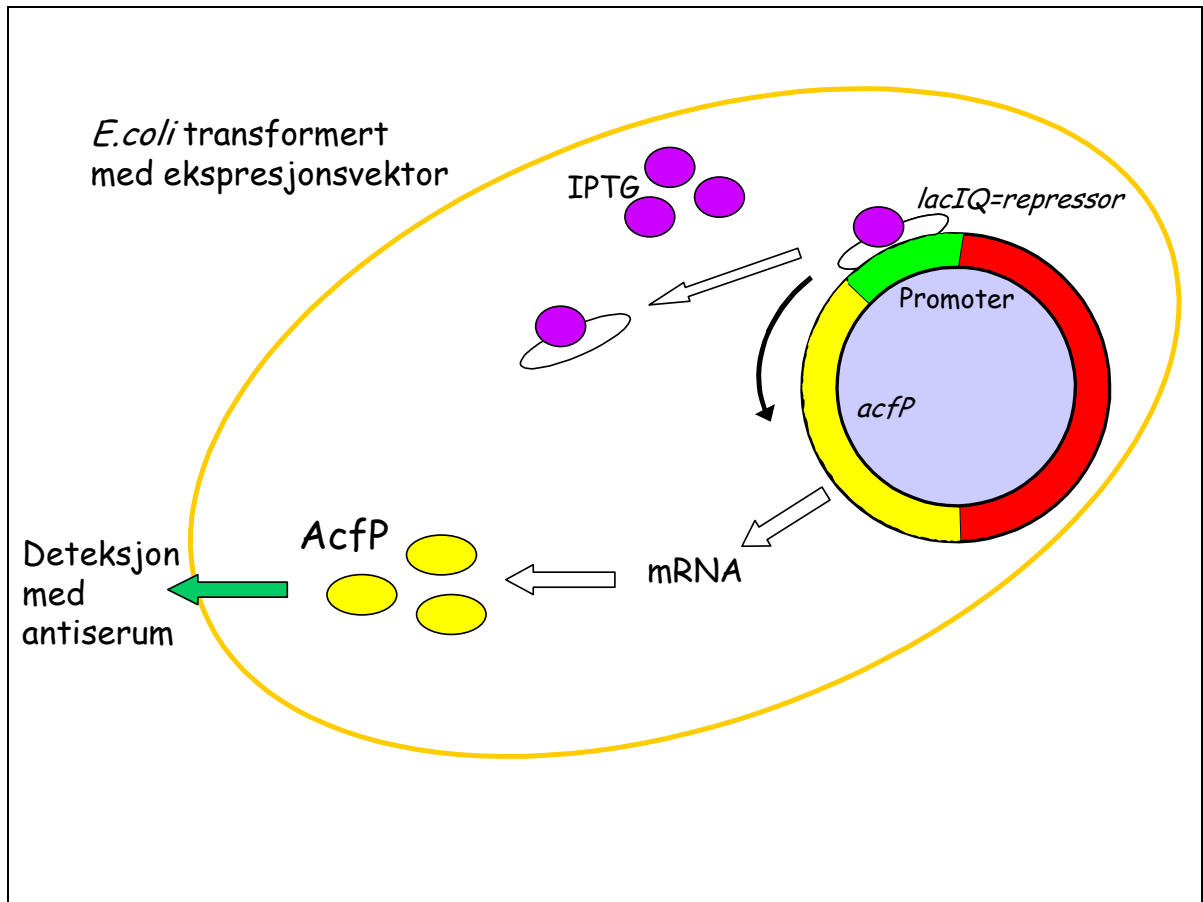 E.coli transformert
med ekspresjonsvektor
IPTG
lacIQ=repressor
Promoter
acfP
AcfP
mRNA
Deteksjon
med
antiserum